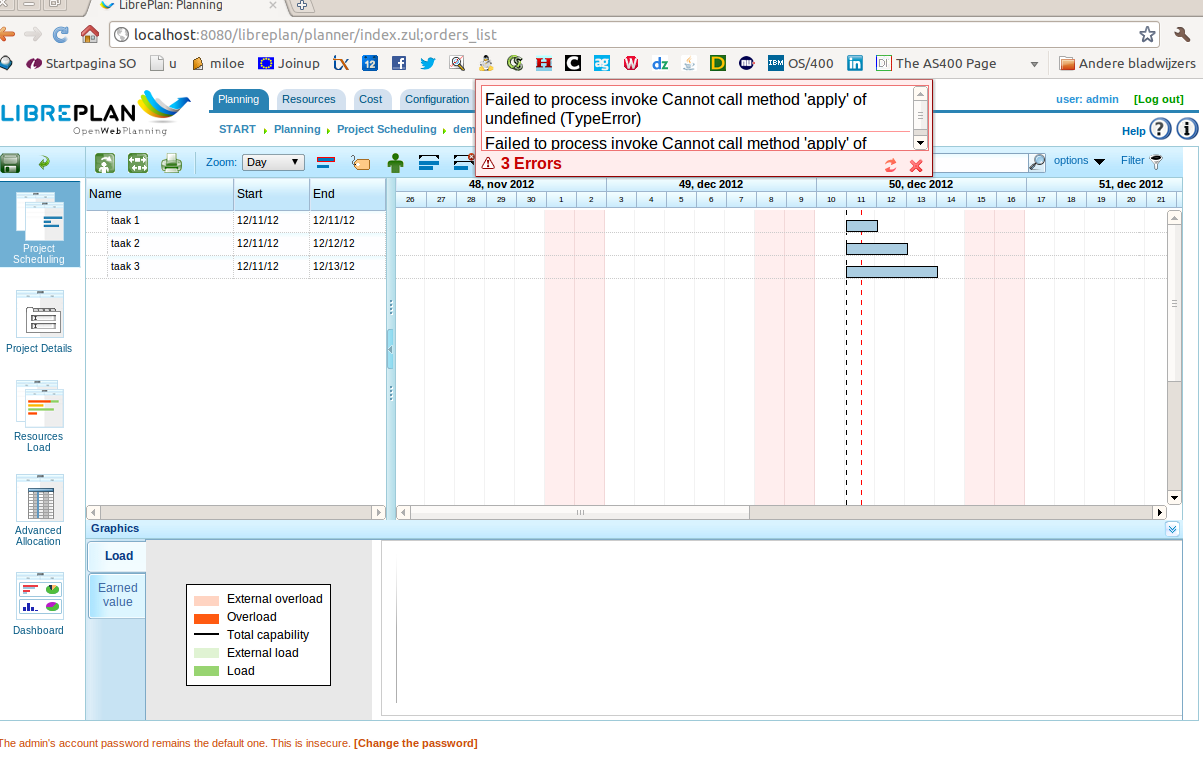 LibrePlan: Planning
localhost:8080/libreplan/planner/index.zul;orders_list
Startpagina SO u miloe Joinup 12 OS/400 The AS400 Page Andere bladwijzers
LIBREPLAN
OpenWebPlanning
Planning Resources Cost Configuration
user: admin [Log out]
START Planning Project Scheduling dem
Help
Failed to process invoke Cannot call method 'apply' of
undefined (TypeError)
Failed to process invoke Cannot call method 'apply' of
3 Errors
Zoom: Day
options Filter
Name Start End
48, nov 2012 49, dec 2012 50, dec 2012 51, dec 2012
26 27 28 29 30 1 2 3 4 5 6 7 8 9 10 11 12 13 14 15 16 17 18 19 20 21
taak 1 12/11/12 12/11/12
taak 2 12/11/12 12/12/12
taak 3 12/11/12 12/13/12
Project
Scheduling
Project Details
Resources
Load
Advanced
Allocation
Dashboard
Graphics
Load
Earned
value
External overload
Overload
Total capability
External load
Load
The admin's account password remains the default one. This is insecure. [Change the password]